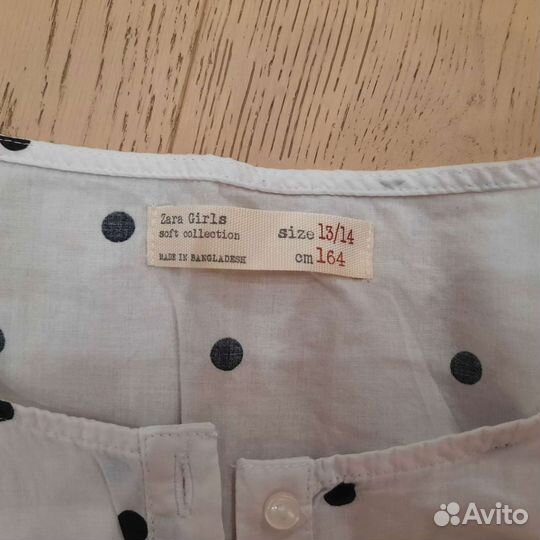 Zara Girls
soft collection
MADE IN BANGLADESH
size 13/14
cm 164
Avito